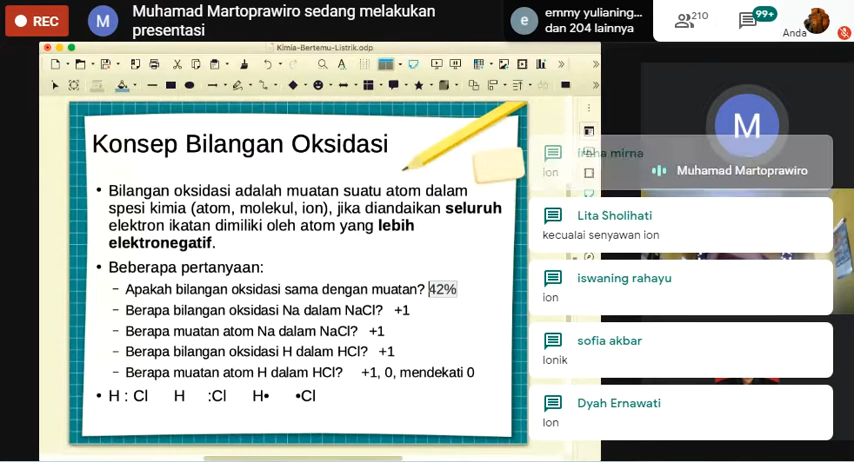 REC
M
Muhamad Martoprawiro sedang melakukan
presentasi
e
emmy yulianing...
dan 204 lainnya
210
99+
Anda
Kimia-Bertemu-Listrik.odp
Konsep Bilangan Oksidasi
• Bilangan oksidasi adalah muatan suatu atom dalam
spesi kimia (atom, molekul, ion), jika diandaikan seluruh
elektron ikatan dimiliki oleh atom yang lebih
elektronegatif.
• Beberapa pertanyaan:
– Apakah bilangan oksidasi sama dengan muatan? 42%
– Berapa bilangan oksidasi Na dalam NaCl? +1
– Berapa muatan atom Na dalam NaCl? +1
– Berapa bilangan oksidasi H dalam HCl? +1
– Berapa muatan atom H dalam HCl? +1, 0, mendekati 0
• H : Cl H :Cl H• •Cl
M
mirna
Ion
Muhamad Martoprawiro
Lita Sholihati
kecualai senyawan ion
iswaning rahayu
ion
sofia akbar
Ionik
Dyah Ernawati
Ion